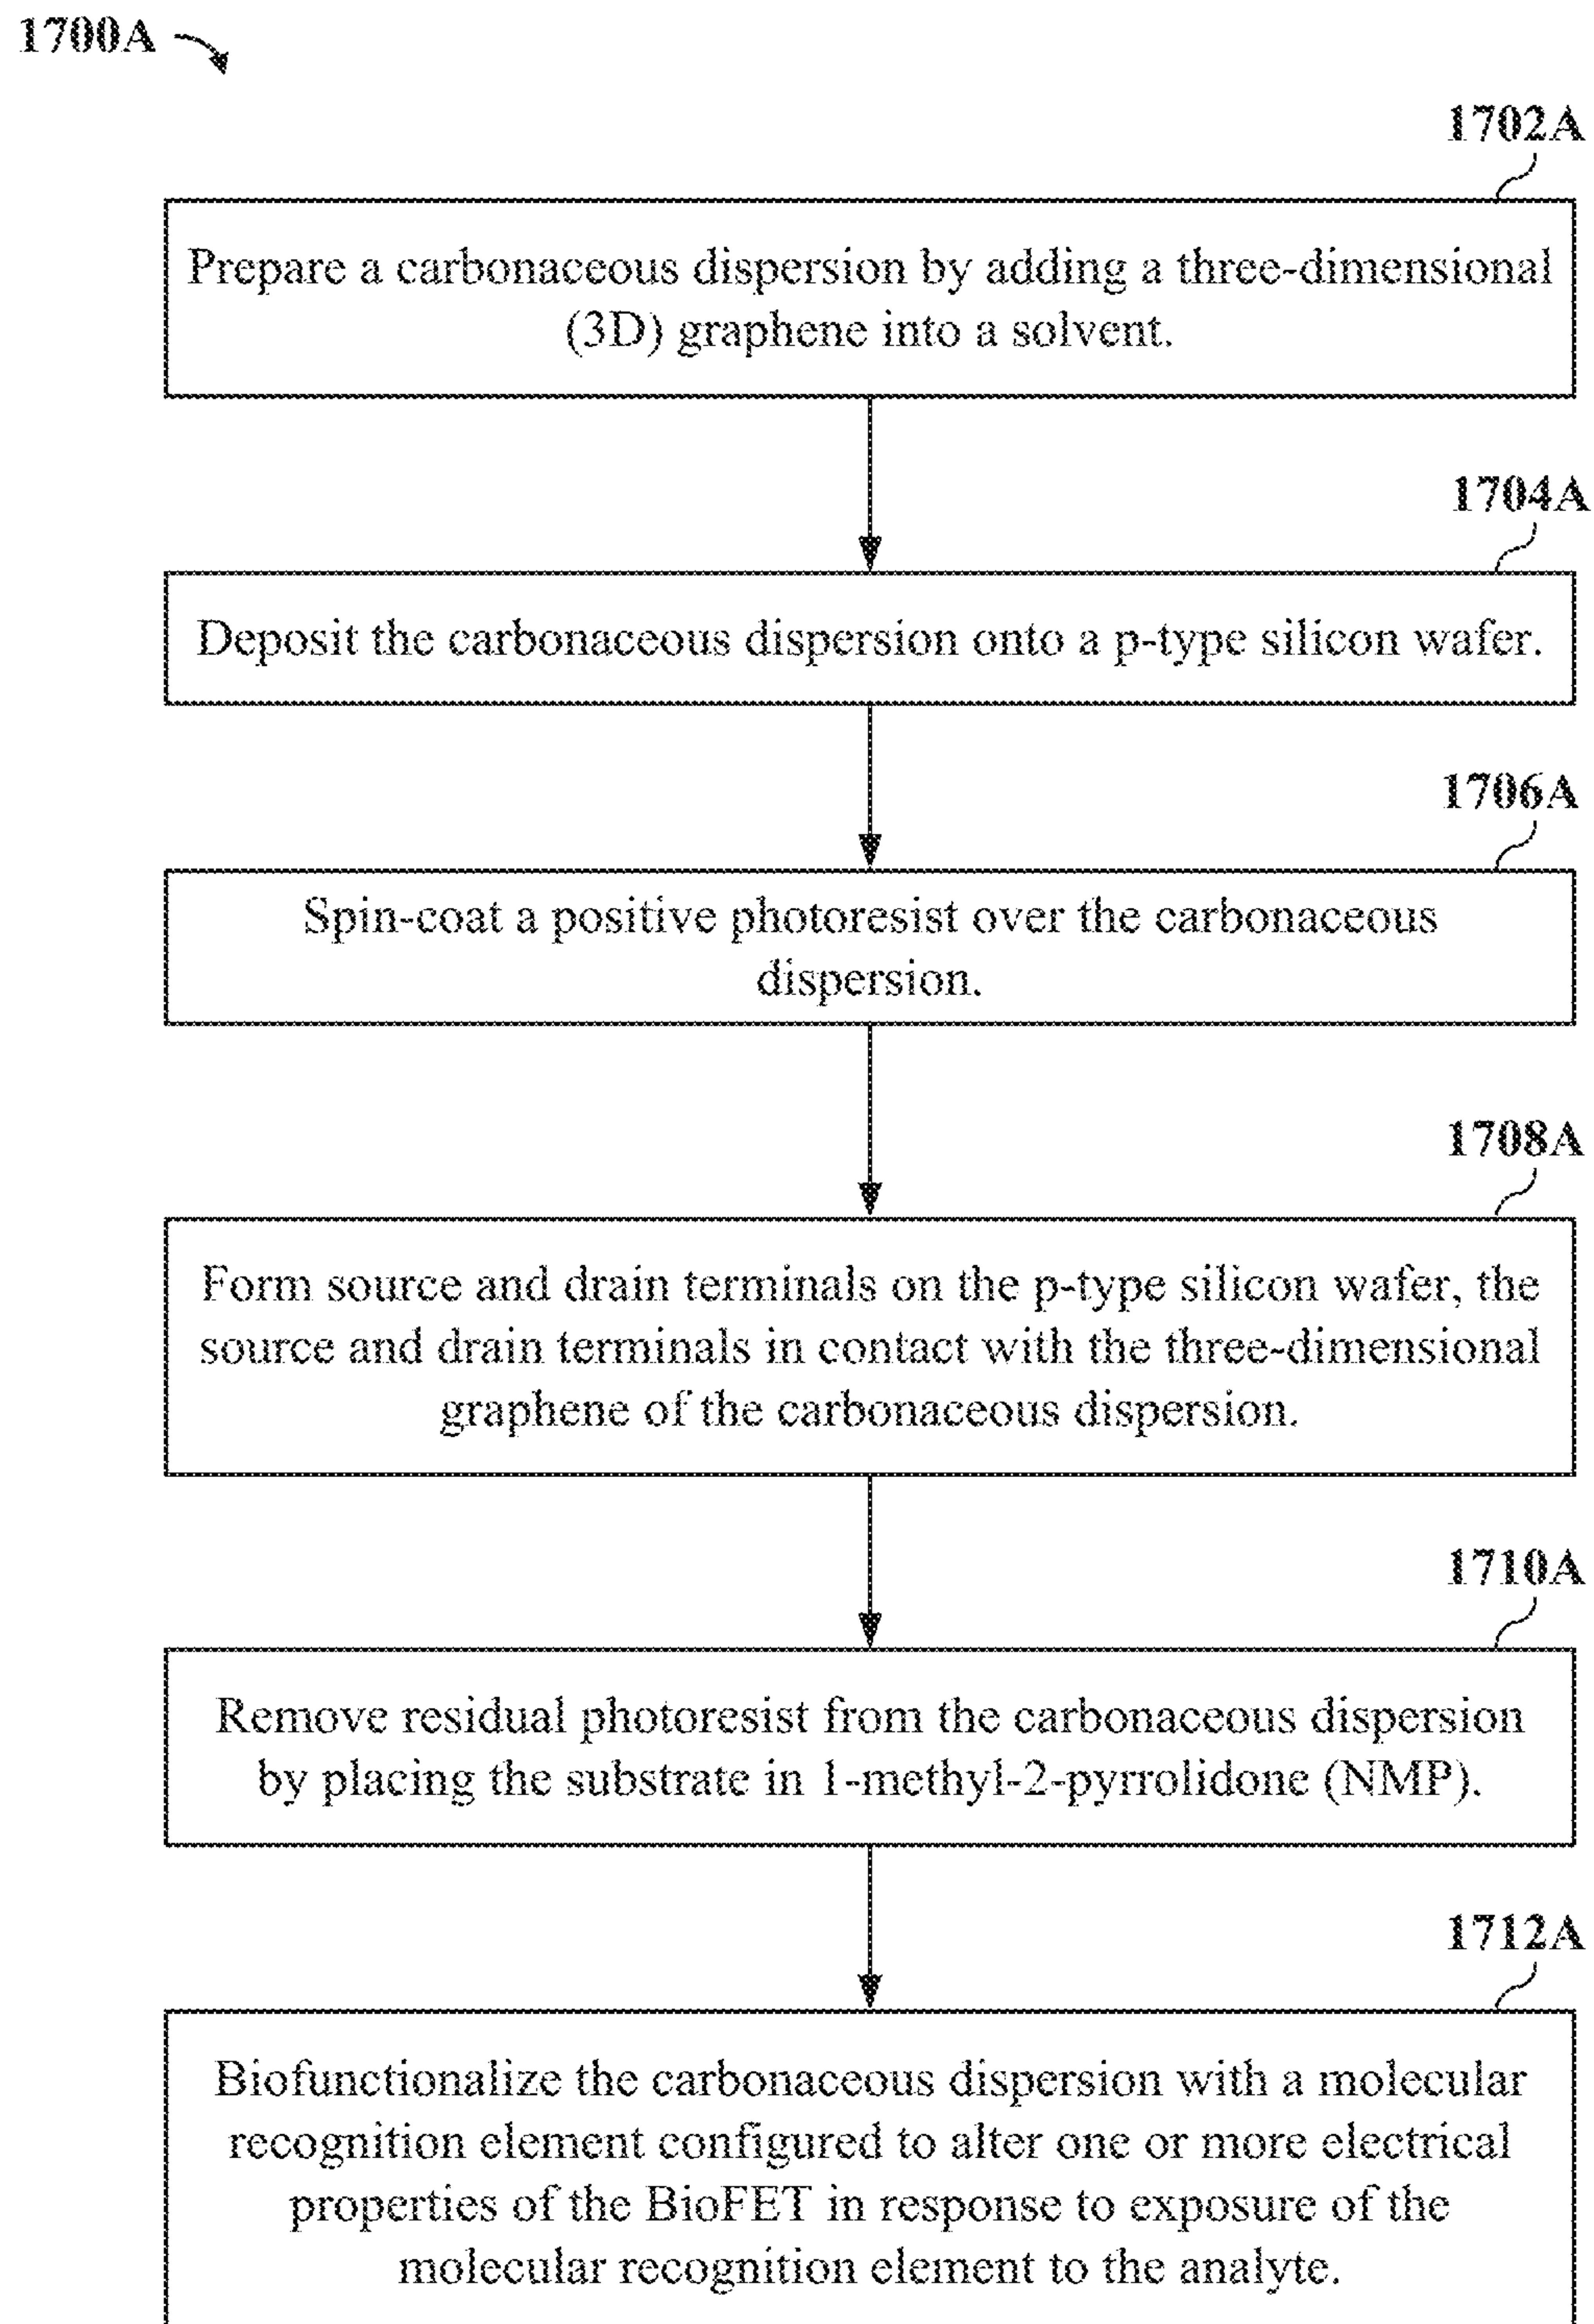 1700A
1702A
Prepare a carbonaceous dispersion by adding a three-dimensional
(3D) graphene into a solvent.
1704A
Deposit the carbonaceous dispersion onto a p-type silicon wafer.
1706A
Spin-coat a positive photoresist over the carbonaceous
dispersion.
1708A
Form source and drain terminals on the p-type silicon wafer, the
source and drain terminals in contact with the three-dimensional
graphene of the carbonaceous dispersion.
1710A
Remove residual photoresist from the carbonaceous dispersion
by placing the substrate in 1-methyl-2-pyrrolidone (NMP).
1712A
Biofunctionalize the carbonaceous dispersion with a molecular
recognition element configured to alter one or more electrical
properties of the BioFET in response to exposure of the
molecular recognition element to the analyte.